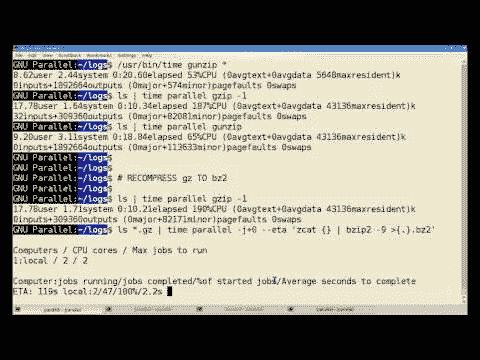 GNU Parallel:~/logs$ /usr/bin/time gunzip *
8.62user 2.44system 0:20.60elapsed 53%CPU (0avgtext+0avgdata 5648maxresident)k
0inputs+1892664outputs (0major+574minor)pagefaults 0swaps
GNU Parallel:~/logs$ ls | time parallel gzip -1
17.78user 1.64system 0:10.34elapsed 187%CPU (0avgtext+0avgdata 43136maxresident)k
32inputs+309360outputs (0major+82081minor)pagefaults 0swaps
GNU Parallel:~/logs$ ls | time parallel gunzip
9.20user 3.11system 0:18.84elapsed 65%CPU (0avgtext+0avgdata 43136maxresident)k
0inputs+1892664outputs (0major+113633minor)pagefaults 0swaps
GNU Parallel:~/logs$
GNU Parallel:~/logs$ # RECOMPRESS gz TO bz2
GNU Parallel:~/logs$
GNU Parallel:~/logs$ ls | time parallel gzip -1
17.78user 1.71system 0:10.21elapsed 190%CPU (0avgtext+0avgdata 43136maxresident)k
0inputs+309360outputs (0major+82171minor)pagefaults 0swaps
GNU Parallel:~/logs$ ls *.gz | time parallel -j+0 --eta 'zcat {} | bzip2 -9 >{.}.bz2'
Computers / CPU cores / Max jobs to run
1:local / 2 / 2
Computer:jobs running/jobs completed/%of started jobs/Average seconds to complete
ETA: 119s local:2/47/100%/2.2s